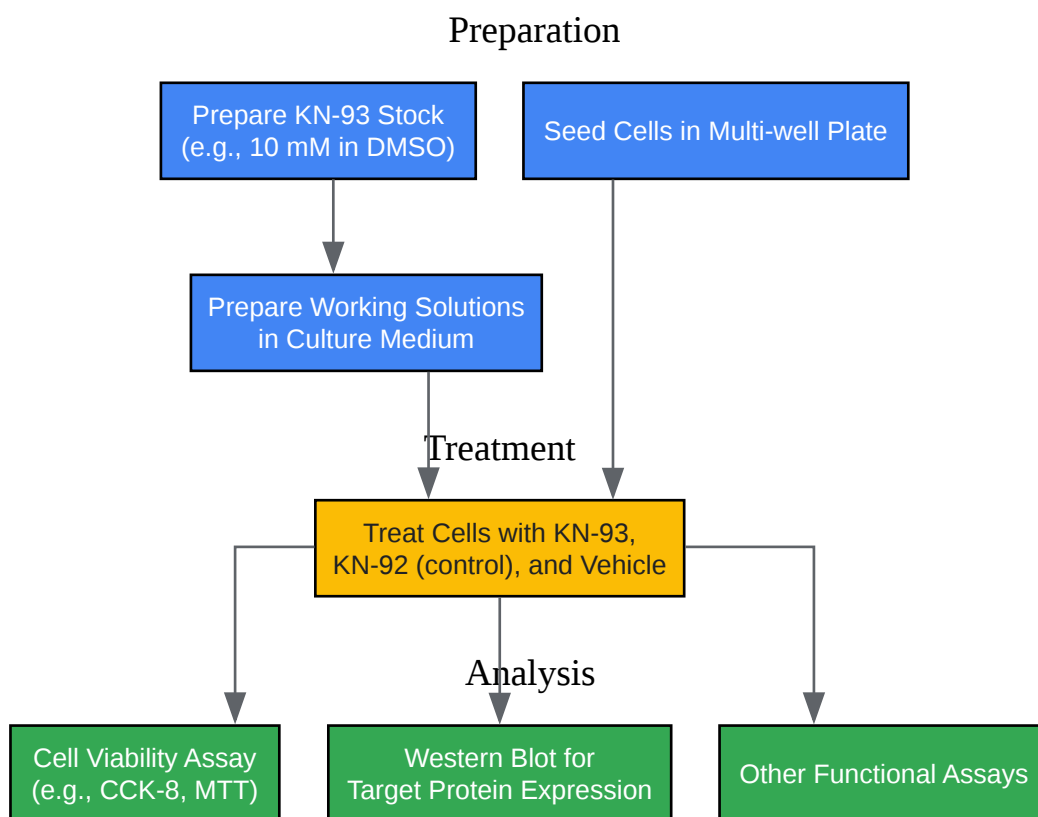 Preparation
Prepare KN-93 Stock
(e.g., 10 mM in DMSO)
Seed Cells in Multi-well Plate
Prepare Working Solutions
in Culture Medium
Treatment
Treat Cells with KN-93,
KN-92 (control), and Vehicle
Analysis
Cell Viability Assay
(e.g., CCK-8, MTT)
Western Blot for
Target Protein Expression
Other Functional Assays